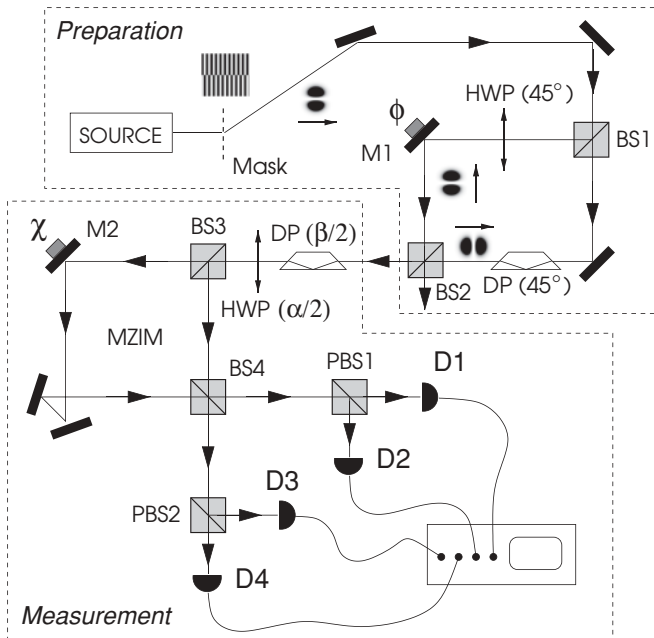 Preparation
SOURCE
Mask
HWP (45°)
ϕ
M1
BS1
BS2
DP (45°)
χ
M2
BS3
DP (β/2)
HWP (α/2)
MZIM
BS4
PBS1
D1
D2
D3
PBS2
D4
Measurement